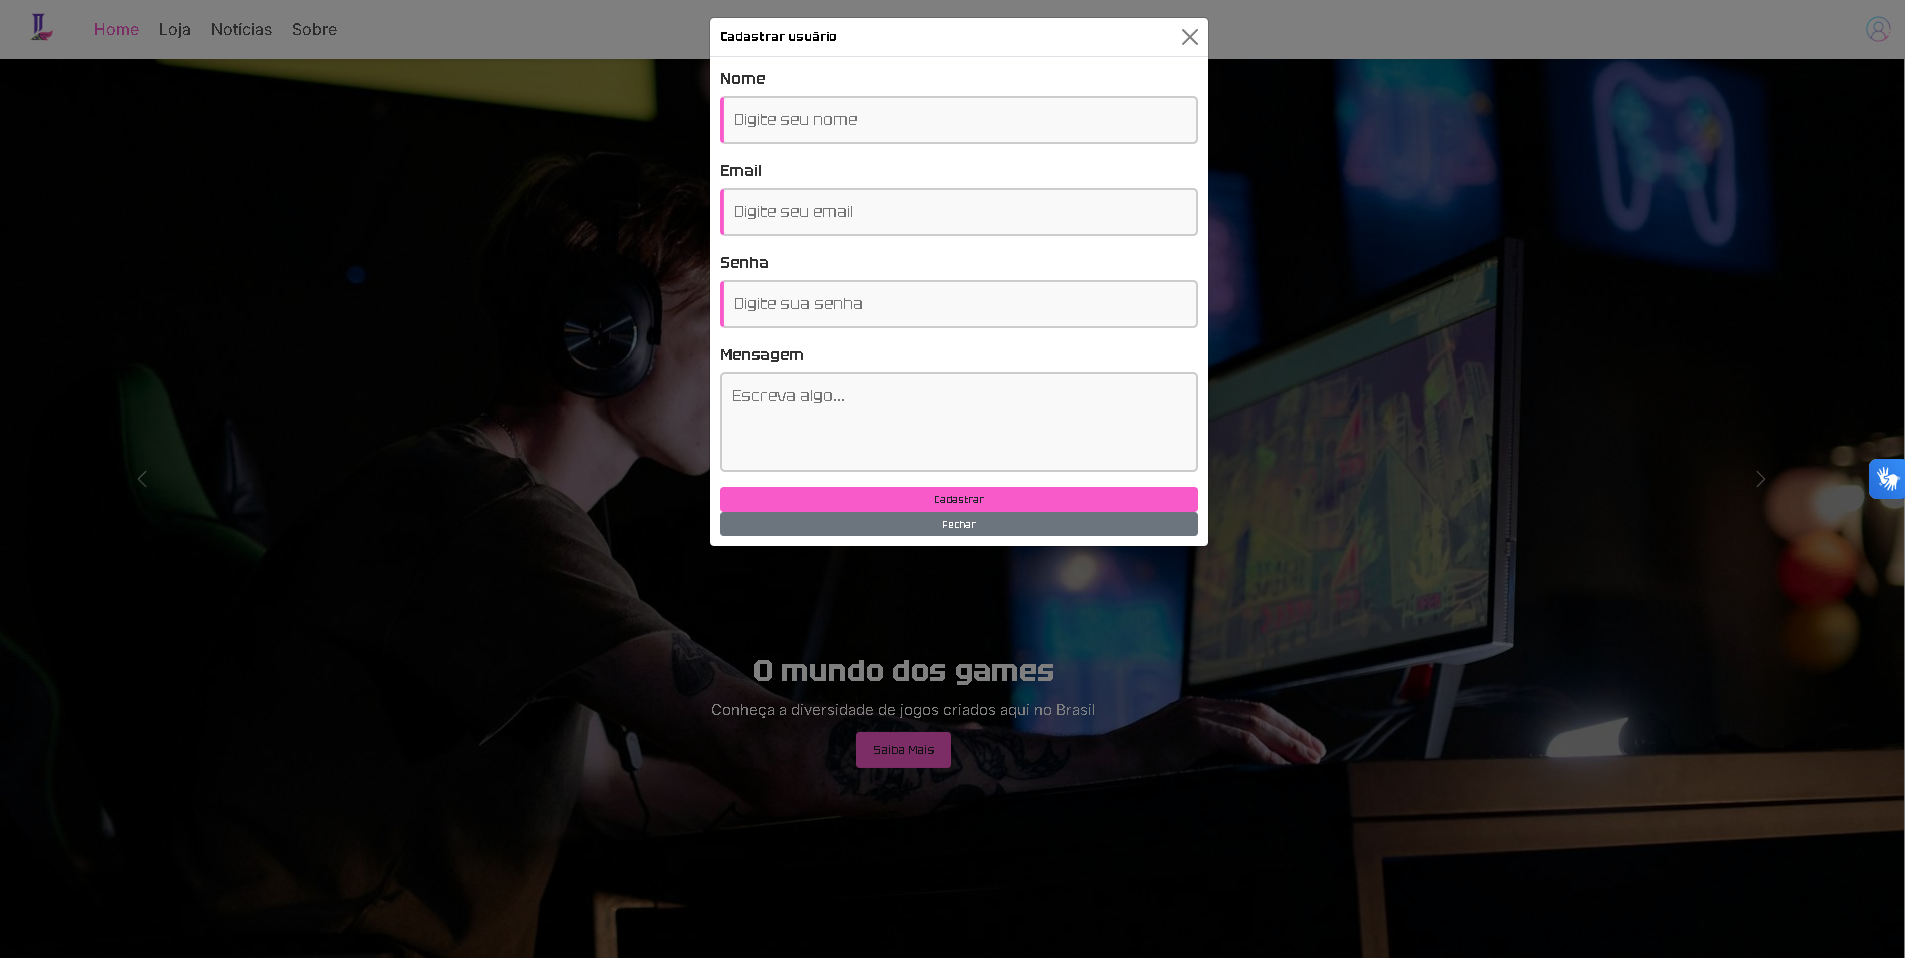 Home Loja Notícias Sobre
Cadastrar usuário
Nome
Digite seu nome
Email
Digite seu email
Senha
Digite sua senha
Mensagem
Escreva algo...
Cadastrar
Fechar
O mundo dos games
Conheça a diversidade de jogos criados aqui no Brasil
Saiba Mais